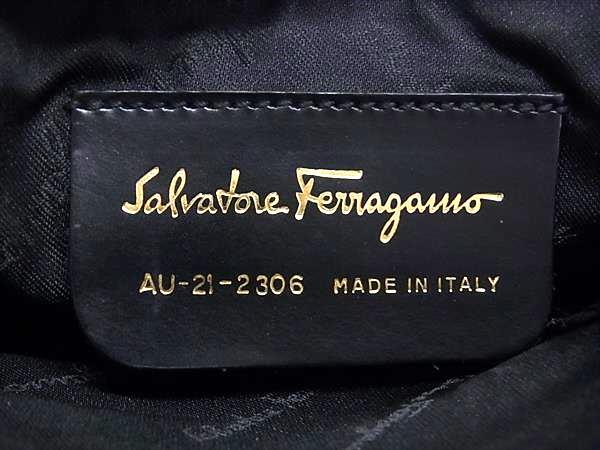 Salvatore Ferragamo
AU-21-2306 MADE IN ITALY